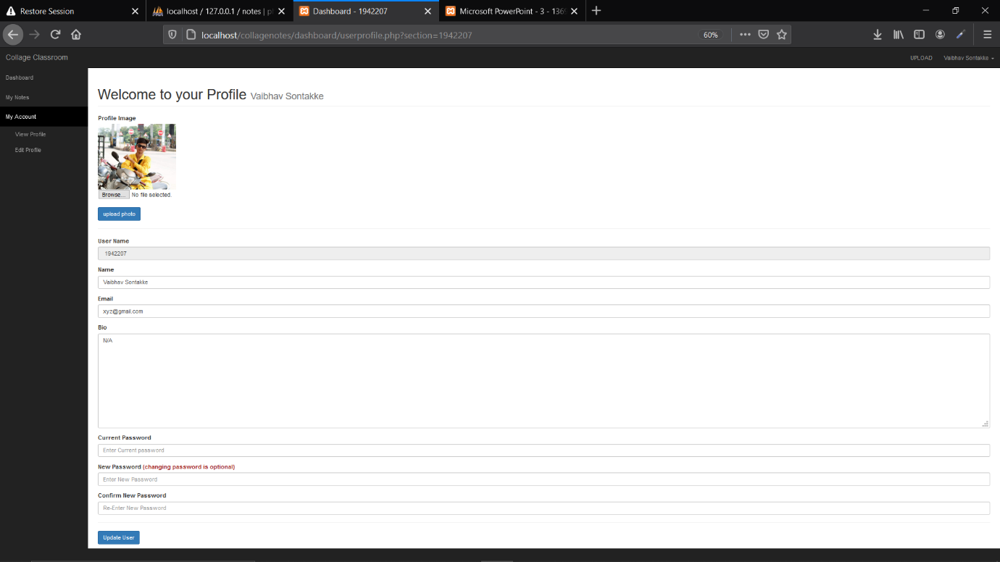 Restore Session
localhost / 127.0.0.1 / notes | p
Dashboard - 1942207
Microsoft PowerPoint - 3 - 136
localhost/collagenotes/dashboard/userprofile.php?section=1942207
60%
Collage Classroom
UPLOAD
Vaibhav Sontakke
Dashboard
My Notes
My Account
View Profile
Edit Profile
Welcome to your Profile Vaibhav Sontakke
Profile Image
Browse... No file selected.
upload photo
User Name
1942207
Name
Vaibhav Sontakke
Email
xyz@gmail.com
Bio
N/A
Current Password
Enter Current password
New Password (changing password is optional)
Enter New Password
Confirm New Password
Re-Enter New Password
Update User